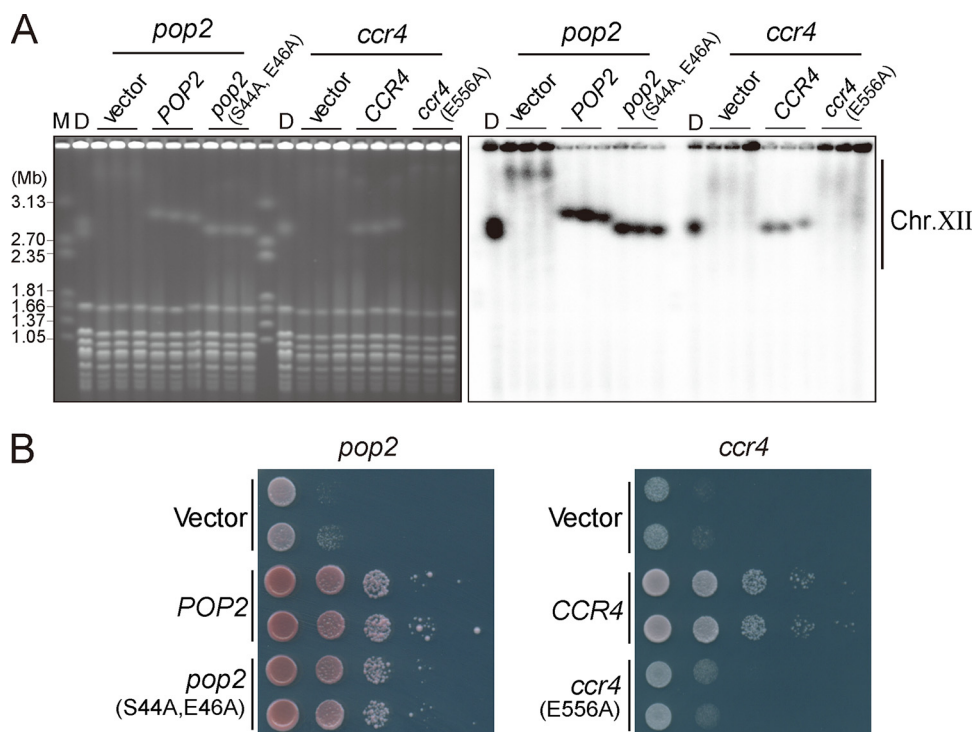 A
pop2
ccr4
pop2
ccr4
M D vector POP2 pop2 (S44A, E46A) D vector CCR4 ccr4 (E556A)
D vector POP2 pop2 (S44A, E46A) D vector CCR4 ccr4 (E556A)
(Mb)
3.13
2.70
2.35
1.81
1.66
1.37
1.05
Chr.XII
B
pop2
ccr4
Vector
POP2
pop2
(S44A,E46A)
Vector
CCR4
ccr4
(E556A)